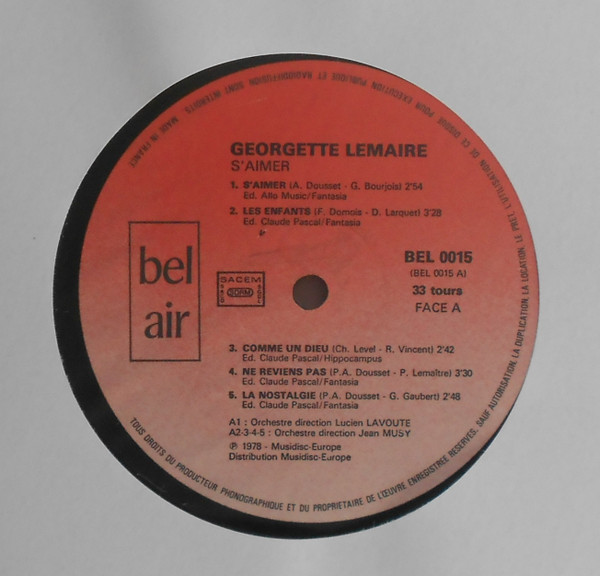 GEORGETTE LEMAIRE
S'AIMER
1. S'AIMER (A. Dousset - G. Bourjois) 2'54
Ed. Allo Music/Fantasia
2. LES ENFANTS (F. Domois - D. Larquet) 3'28
Ed. Claude Pascal/Fantasia
bel
air
SACEM
SDRM
BEL 0015
(BEL 0015 A)
33 tours
FACE A
3. COMME UN DIEU (Ch. Level - R. Vincent) 2'42
Ed. Claude Pascal/Hippocampus
4. NE REVIENS PAS (P.A. Dousset - P. Lemaître) 3'30
Ed. Claude Pascal/Fantasia
5. LA NOSTALGIE (P.A. Dousset - G. Gaubert) 2'48
Ed. Claude Pascal/Fantasia
A1 : Orchestre direction Lucien LAVOUTE
A2-3-4-5 : Orchestre direction Jean MUSY
℗ 1978 - Musidisc-Europe
Distribution Musidisc-Europe
TOUS DROITS DU PRODUCTEUR PHONOGRAPHIQUE ET DU PROPRIETAIRE DE L'ŒUVRE ENREGISTREE RESERVES. SAUF AUTORISATION, LA DUPLICATION, LA LOCATION, LE PRET, L'UTILISATION DE CE DISQUE POUR EXECUTION PUBLIQUE ET RADIODIFFUSION SONT INTERDITS. MADE IN FRANCE